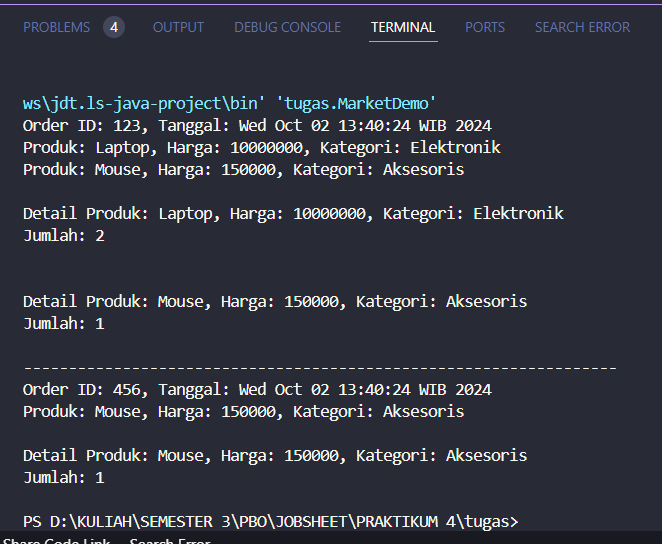 PROBLEMS 4 OUTPUT DEBUG CONSOLE TERMINAL PORTS SEARCH ERROR
ws\jdt.ls-java-project\bin' 'tugas.MarketDemo'
Order ID: 123, Tanggal: Wed Oct 02 13:40:24 WIB 2024
Produk: Laptop, Harga: 10000000, Kategori: Elektronik
Produk: Mouse, Harga: 150000, Kategori: Aksesoris
Detail Produk: Laptop, Harga: 10000000, Kategori: Elektronik
Jumlah: 2
Detail Produk: Mouse, Harga: 150000, Kategori: Aksesoris
Jumlah: 1
------------------------------------------------------------------
Order ID: 456, Tanggal: Wed Oct 02 13:40:24 WIB 2024
Produk: Mouse, Harga: 150000, Kategori: Aksesoris
Detail Produk: Mouse, Harga: 150000, Kategori: Aksesoris
Jumlah: 1
PS D:\KULIAH\SEMESTER 3\PBO\JOBSHEET\PRAKTIKUM 4\tugas>
Share Code Link Search Error